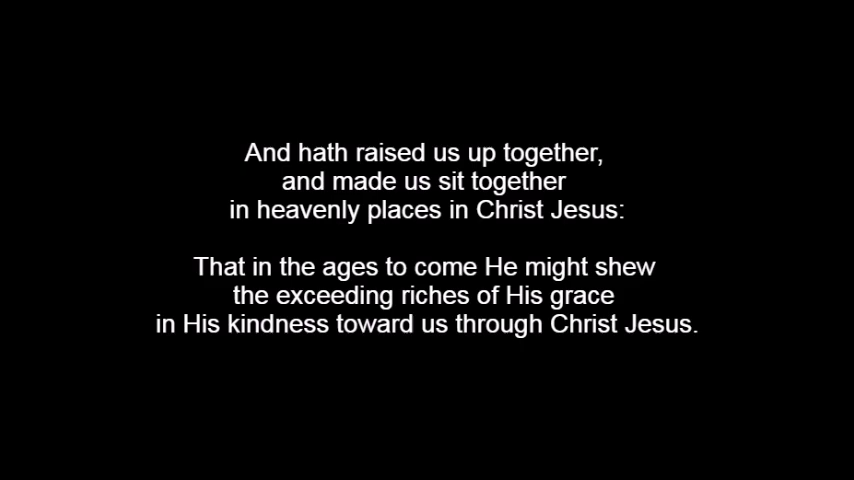 And hath raised us up together,
and made us sit together
in heavenly places in Christ Jesus:
That in the ages to come He might shew
the exceeding riches of His grace
in His kindness toward us through Christ Jesus.